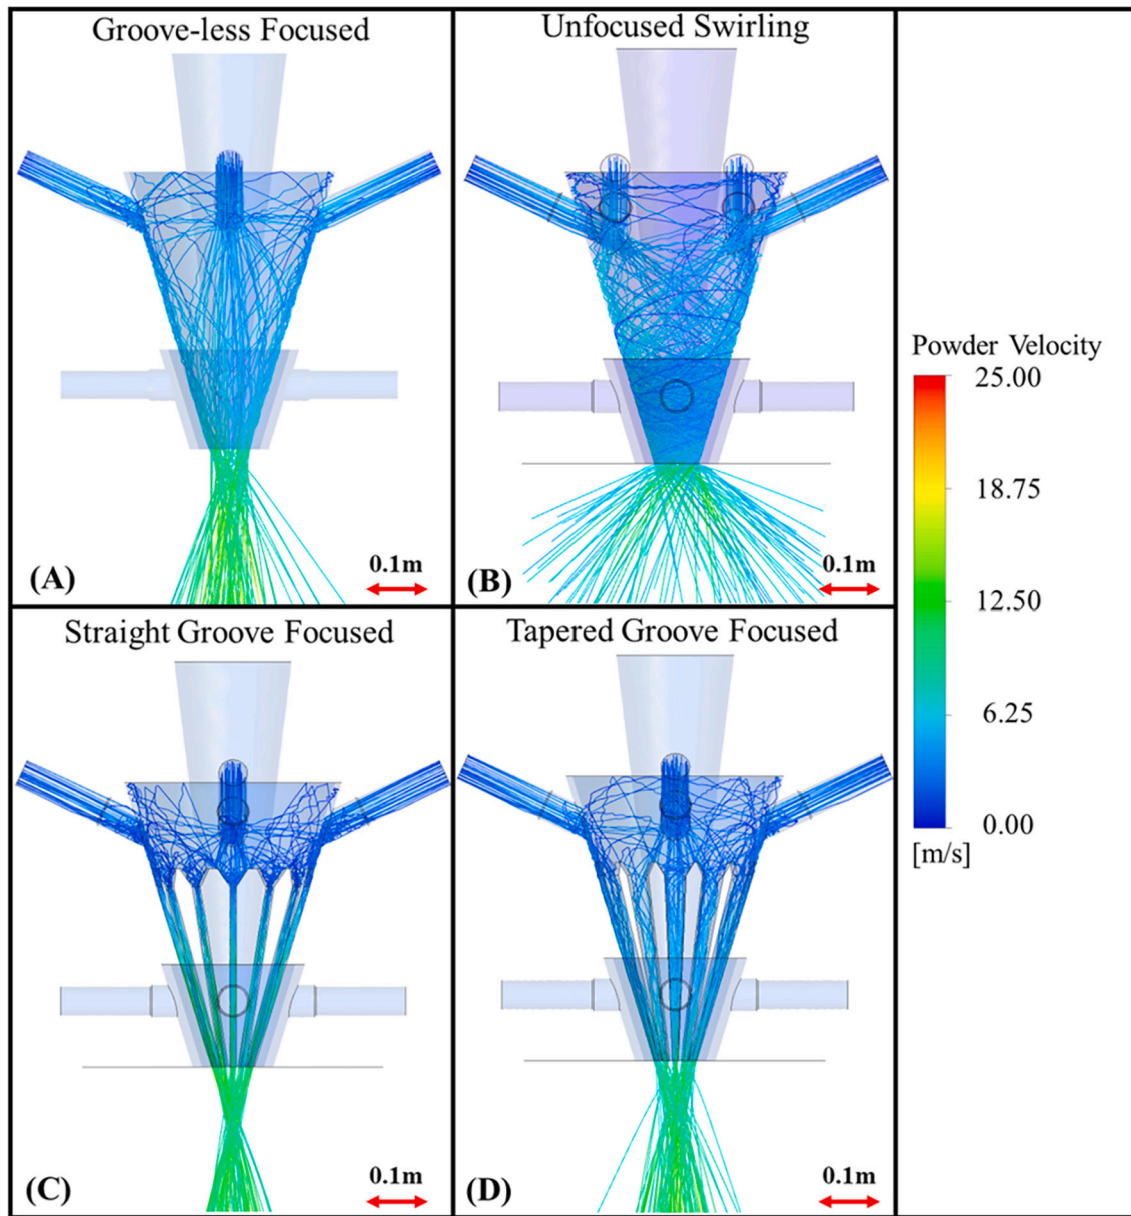 Groove-less Focused
Unfocused Swirling
(A)
0.1m
(B)
0.1m
Straight Groove Focused
Tapered Groove Focused
(C)
0.1m
(D)
0.1m
Powder Velocity
25.00
18.75
12.50
6.25
0.00
[m/s]